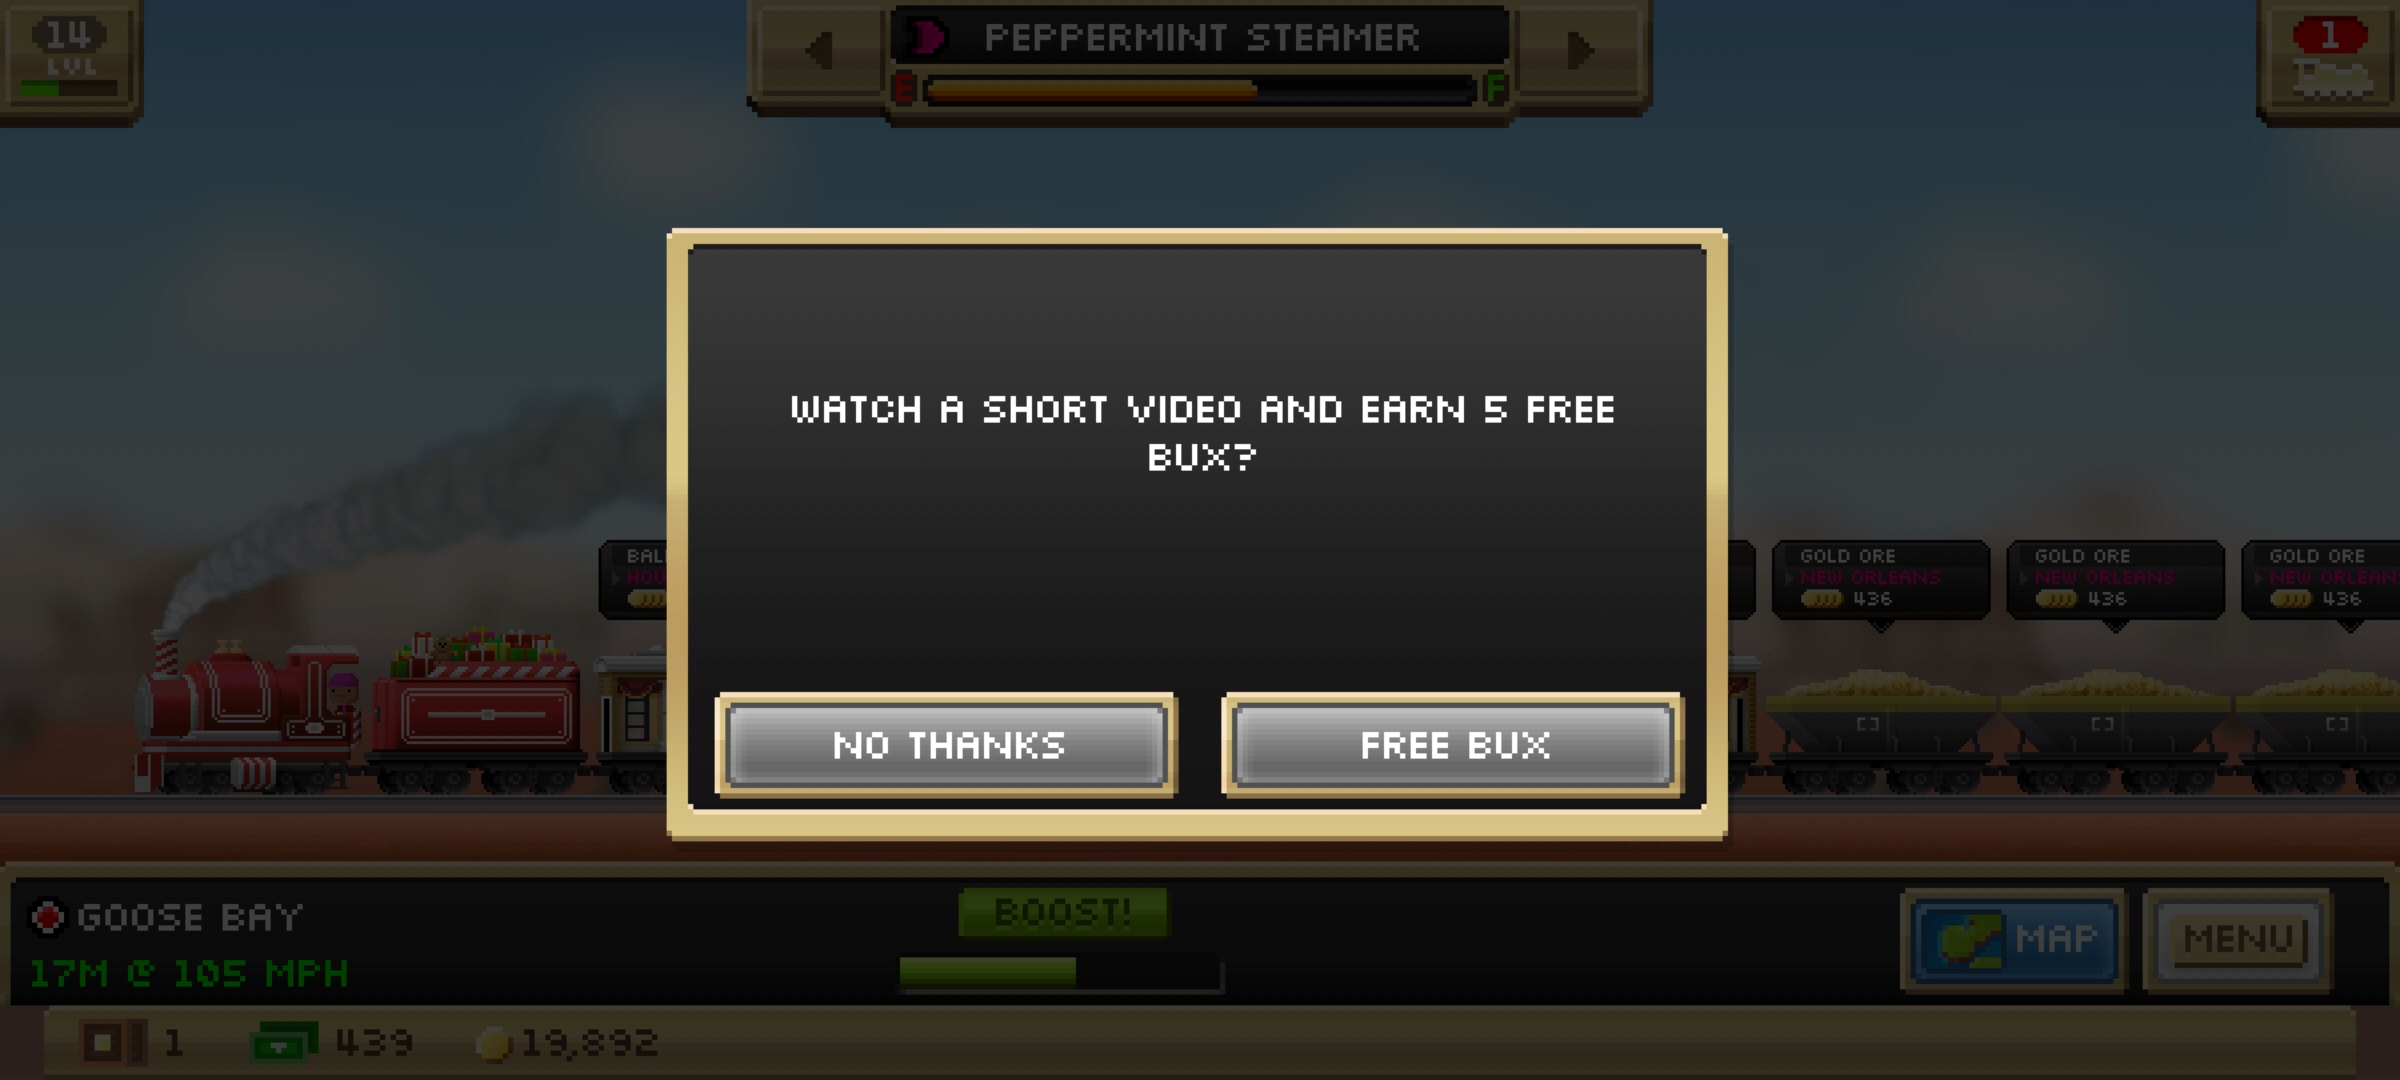 14
LVL
PEPPERMINT STEAMER
E F
1
WATCH A SHORT VIDEO AND EARN 5 FREE
BUX?
NO THANKS
FREE BUX
GOLD ORE
NEW ORLEANS
436
GOLD ORE
NEW ORLEANS
436
GOLD ORE
NEW ORLEAN
436
GOOSE BAY
17M @ 105 MPH
BOOST!
MAP
MENU
1
439
19,892